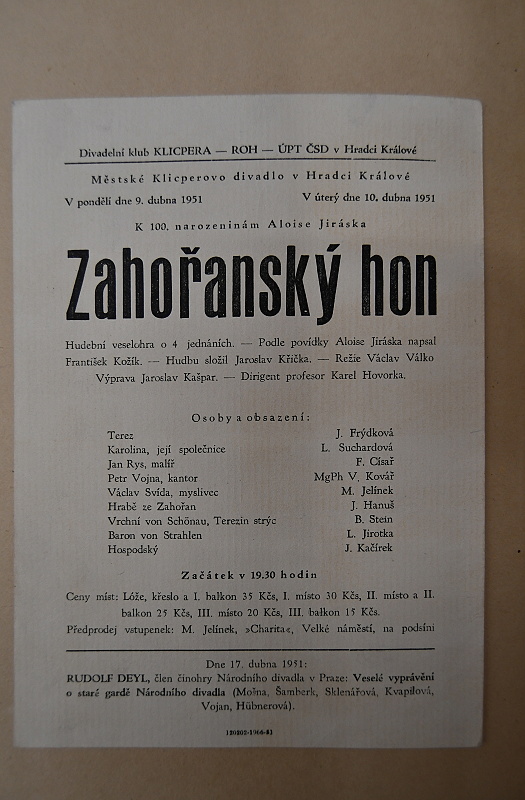 Divadelní klub KLICPERA — ROH — ÚPT ČSD v Hradci Králové
Městské Klicperovo divadlo v Hradci Králové
V pondělí dne 9. dubna 1951 V úterý dne 10. dubna 1951
K 100. narozeninám Aloise Jiráska
Zahořanský hon
Hudební veselohra o 4 jednáních. — Podle povídky Aloise Jiráska napsal
František Kožík. — Hudbu složil Jaroslav Křička. — Režie Václav Válko
Výprava Jaroslav Kašpar. — Dirigent profesor Karel Hovorka.
Osoby a obsazení:
Terez J. Frýdková
Karolina, její společnice L. Suchardová
Jan Rys, malíř F. Císař
Petr Vojna, kantor MgPh V. Kovář
Václav Svída, myslivec M. Jelínek
Hrabě ze Zahořan J. Hanuš
Vrchní von Schönau, Terezin strýc B. Stein
Baron von Strahlen L. Jirotka
Hospodský J. Kačírek
Začátek v 19.30 hodin
Ceny míst: Lóže, křeslo a I. balkon 35 Kčs, I. místo 30 Kčs, II. místo a II.
balkon 25 Kčs, III. místo 20 Kčs, III. balkon 15 Kčs.
Předprodej vstupenek: M. Jelínek, »Charita«, Velké náměstí, na podsíni
Dne 17. dubna 1951:
RUDOLF DEYL, člen činohry Národního divadla v Praze: Veselé vyprávění
o staré gardě Národního divadla (Mošna, Šamberk, Sklenářová, Kvapilová,
Vojan, Hübnerová).
120202-1966-51